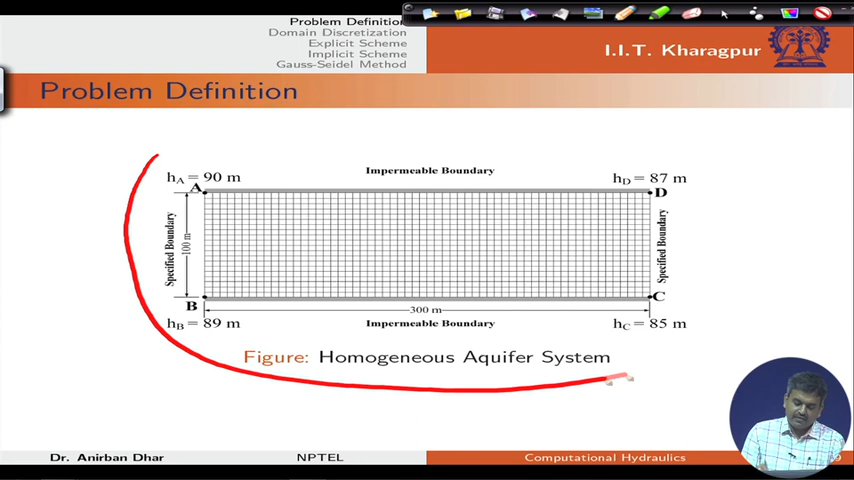 Problem Definition
Domain Discretization
Explicit Scheme
Implicit Scheme
Gauss-Seidel Method
I.I.T. Kharagpur
Problem Definition
Impermeable Boundary
hA = 90 m
hD = 87 m
A
D
Specified Boundary
100 m
Specified Boundary
B
C
300 m
hB = 89 m
Impermeable Boundary
hC = 85 m
Figure: Homogeneous Aquifer System
Dr. Anirban Dhar
NPTEL
Computational Hydraulics